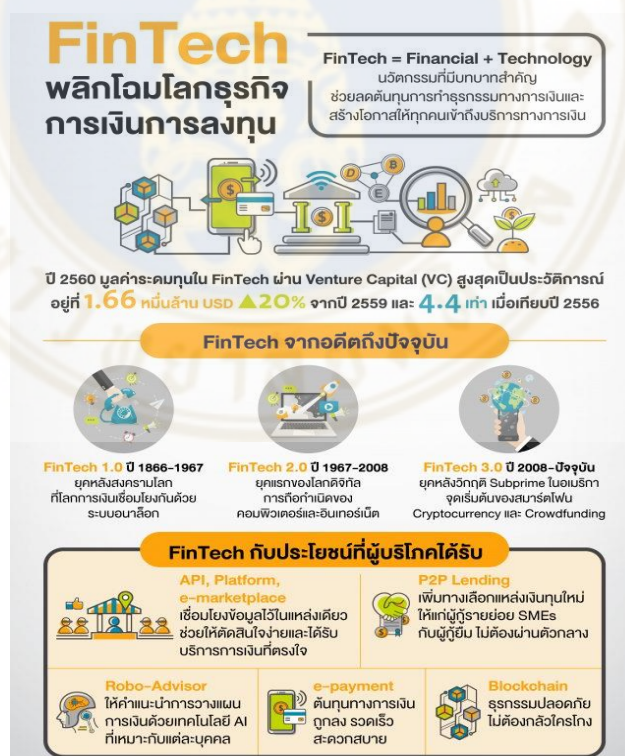 FinTech
พลิกโฉมโลกธุรกิจ
การเงินการลงทุน
FinTech = Financial + Technology
นวัตกรรมที่มีบทบาทสำคัญ
ช่วยลดต้นทุนการทำธุรกรรมทางการเงินและ
สร้างโอกาสให้ทุกคนเข้าถึงบริการทางการเงิน
ปี 2560 มูลค่าระดมทุนใน FinTech ผ่าน Venture Capital (VC) สูงสุดเป็นประวัติการณ์
อยู่ที่ 1.66 หมื่นล้าน USD ▲20% จากปี 2559 และ 4.4 เท่า เมื่อเทียบปี 2556
FinTech จากอดีตถึงปัจจุบัน
FinTech 1.0 ปี 1866-1967
ยุคหลังสงครามโลก
ที่โลกการเงินเชื่อมโยงกันด้วย
ระบบอนาล็อก
FinTech 2.0 ปี 1967-2008
ยุคแรกของโลกดิจิทัล
การถือกำเนิดของ
คอมพิวเตอร์และอินเทอร์เน็ต
FinTech 3.0 ปี 2008-ปัจจุบัน
ยุคหลังวิกฤติ Subprime ในอเมริกา
จุดเริ่มต้นของสมาร์ตโฟน
Cryptocurrency และ Crowdfunding
FinTech กับประโยชน์ที่ผู้บริโภคได้รับ
API, Platform,
e-marketplace
เชื่อมโยงข้อมูลไว้ในแหล่งเดียว
ช่วยให้ตัดสินใจง่ายและได้รับ
บริการการเงินที่ตรงใจ
P2P Lending
เพิ่มทางเลือกแหล่งเงินทุนใหม่
ให้แก่ผู้กู้รายย่อย SMEs
กับผู้กู้ยืม ไม่ต้องผ่านตัวกลาง
Robo-Advisor
ให้คำแนะนำการวางแผน
การเงินด้วยเทคโนโลยี AI
ที่เหมาะกับแต่ละบุคคล
e-payment
ต้นทุนทางการเงิน
ถูกลง รวดเร็ว
สะดวกสบาย
Blockchain
ธุรกรรมปลอดภัย
ไม่ต้องกลัวใครโกง